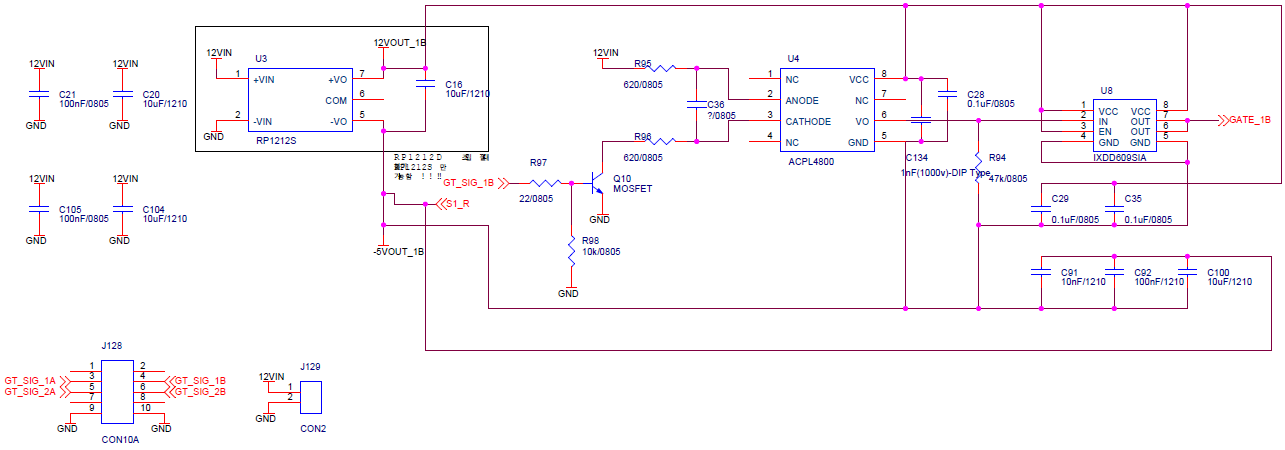 12VIN
C21
100nF/0805
GND
12VIN
C20
10uF/1210
GND
12VIN
U3
12VOUT_1B
1
+VIN
+VO
7
COM
6
2
-VIN
-VO
5
GND
RP1212S
C16
10uF/1210
RP1212D
12VIN
R95
620/0805
C36
?/0805
R96
620/0805
U4
1
NC
VCC
8
2
ANODE
NC
7
3
CATHODE
VO
6
4
NC
GND
5
ACPL4800
C28
0.1uF/0805
C134
1nF(1000v)-DIP Type
R94
47k/0805
U8
1
VCC
VCC
8
2
IN
OUT
7
3
EN
OUT
6
4
GND
GND
5
IXDD609SIA
GATE_1B
12VIN
C105
100nF/0805
GND
12VIN
C104
10uF/1210
GND
GT_SIG_1B
R97
22/0805
Q10
MOSFET
GND
R98
10k/0805
GND
S1_R
-5VOUT_1B
C29
0.1uF/0805
C35
0.1uF/0805
C91
10nF/1210
C92
100nF/1210
C100
10uF/1210
J128
1
2
GT_SIG_1A
3
4
GT_SIG_1B
GT_SIG_2A
5
6
GT_SIG_2B
7
8
9
10
GND
GND
CON10A
J129
12VIN
1
2
GND
CON2